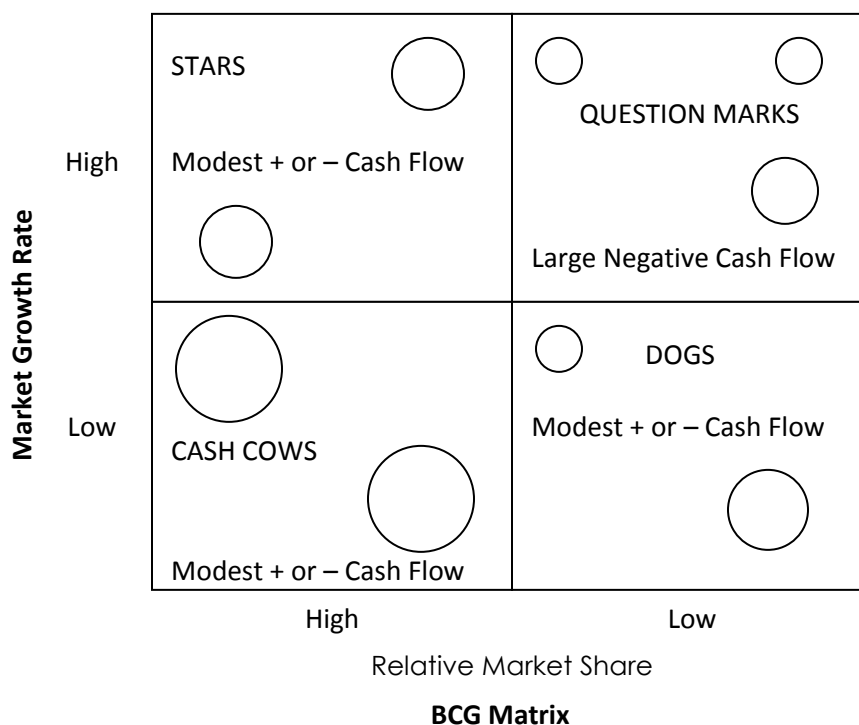 STARS
QUESTION MARKS
High
Modest + or – Cash Flow
Large Negative Cash Flow
Market Growth Rate
DOGS
Low
Modest + or – Cash Flow
CASH COWS
Modest + or – Cash Flow
High
Low
Relative Market Share
BCG Matrix